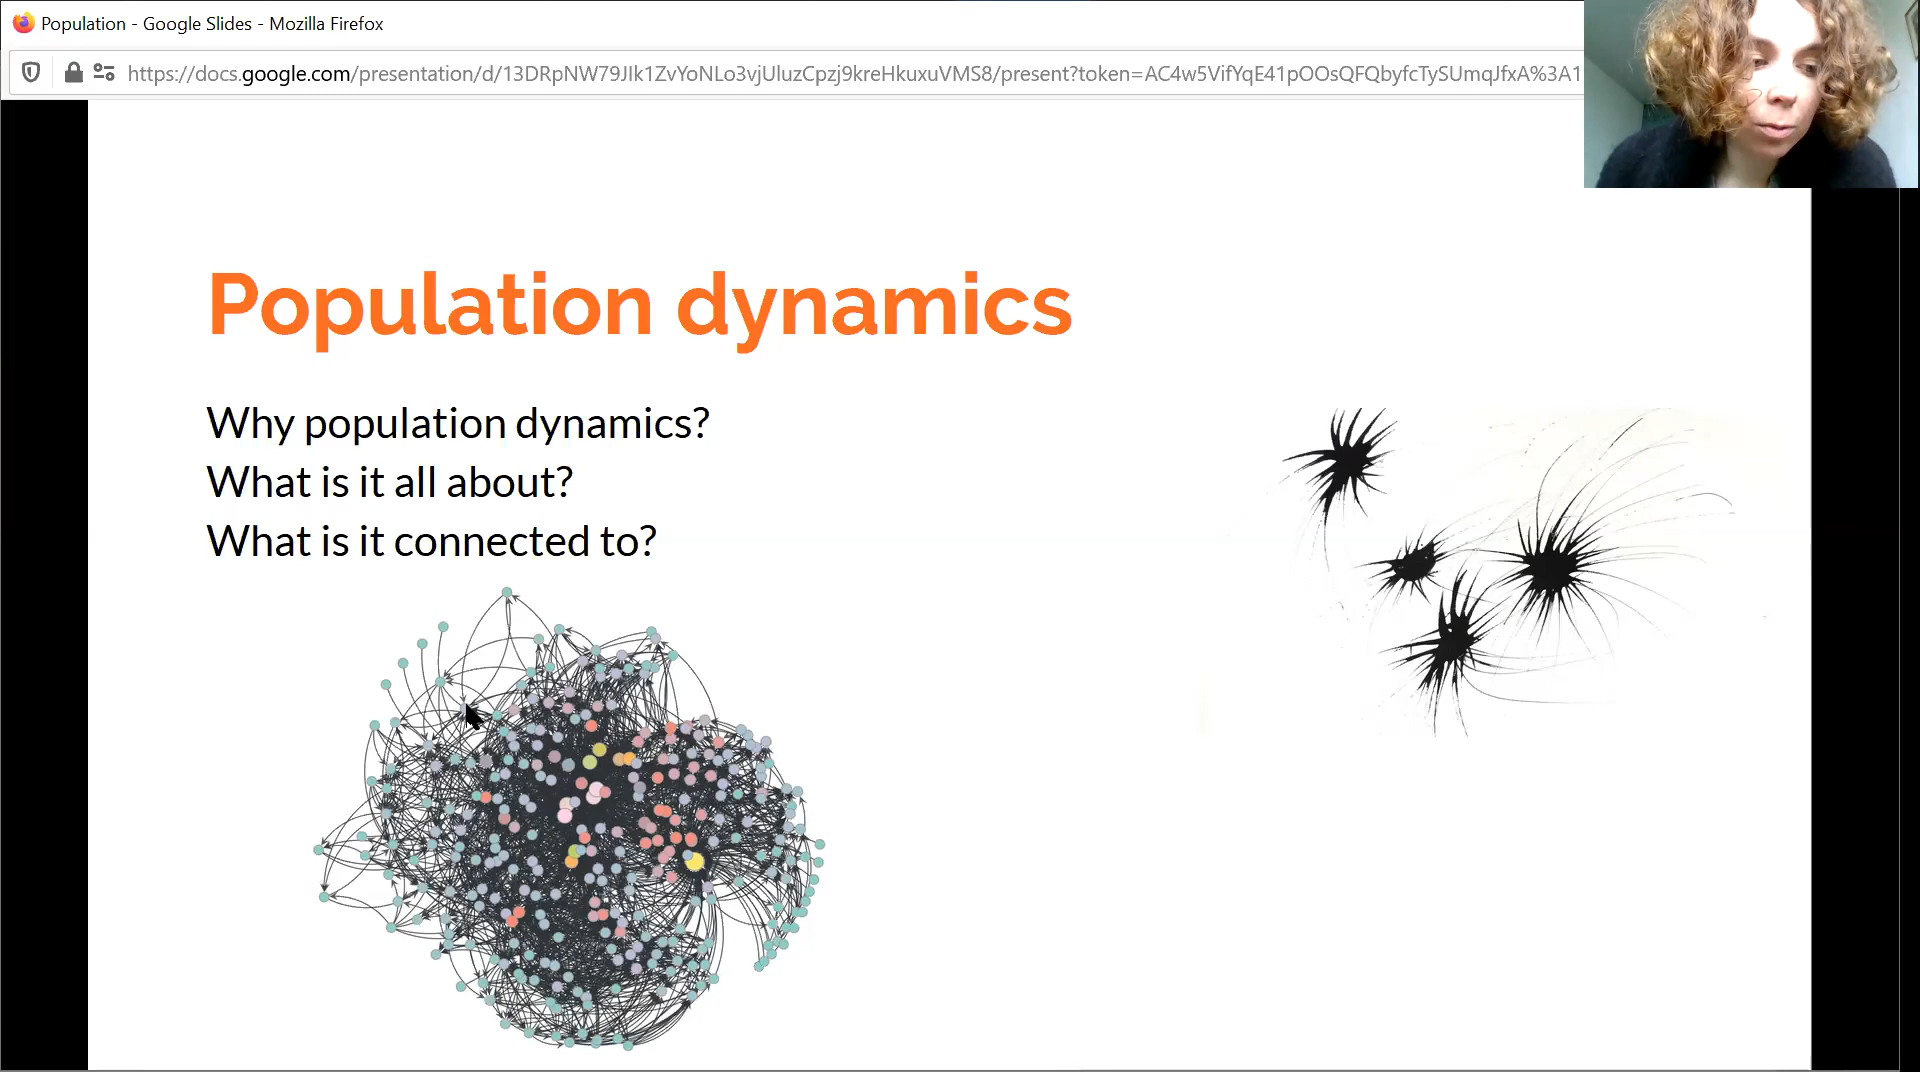 Population - Google Slides - Mozilla Firefox
https://docs.google.com/presentation/d/13DRpNW79JIk1ZvYoNLo3vjUluzCpzj9kreHkuxuVMS8/present?token=AC4w5VifYqE41pOOsQFQbyfcTySUmqJfxA%3A1
Population dynamics
Why population dynamics?
What is it all about?
What is it connected to?